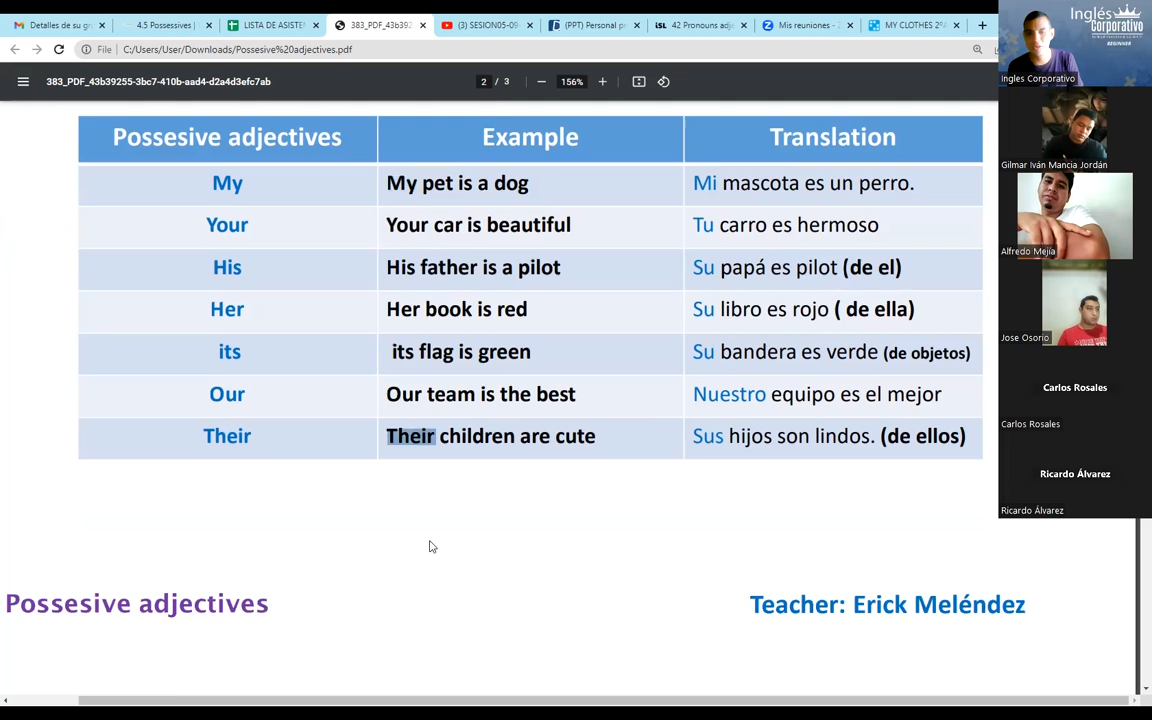 Detalles de su gr
4.5 Possessives |
LISTA DE ASISTE
383_PDF_43b392
(3) SESION05-09
(PPT) Personal p
iSL 42 Pronouns adj
Mis reuniones - Z
MY CLOTHES 2º
File C:/Users/User/Downloads/Possesive%20adjectives.pdf
383_PDF_43b39255-3bc7-410b-aad4-d2a4d3efc7ab
2 / 3
156%
Possesive adjectives Example Translation
My My pet is a dog Mi mascota es un perro.
Your Your car is beautiful Tu carro es hermoso
His His father is a pilot Su papá es pilot (de el)
Her Her book is red Su libro es rojo ( de ella)
its its flag is green Su bandera es verde (de objetos)
Our Our team is the best Nuestro equipo es el mejor
Their Their children are cute Sus hijos son lindos. (de ellos)
Possesive adjectives
Teacher: Erick Meléndez
Inglés
Corporativo
BEGINNER
Ingles Corporativo
Gilmar Iván Mancia Jordán
Alfredo Mejía
Jose Osorio
Carlos Rosales
Carlos Rosales
Ricardo Álvarez
Ricardo Álvarez